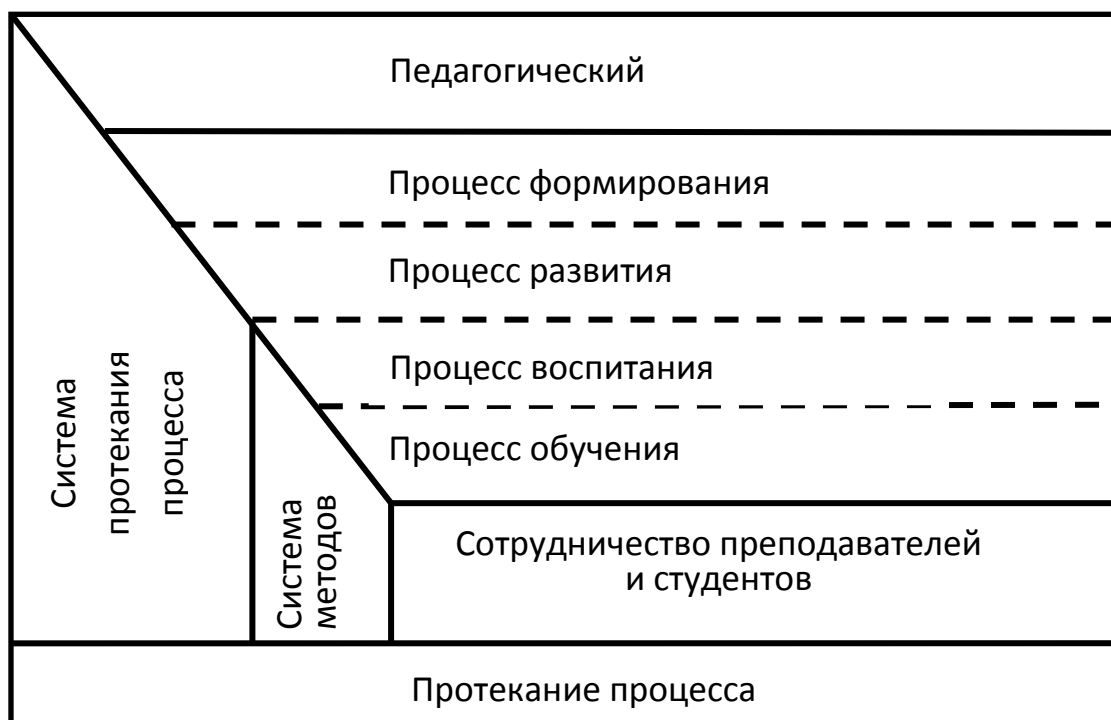 Педагогический
Процесс формирования
Процесс развития
Процесс воспитания
Процесс обучения
Система
протекания
процесса
Система
методов
Сотрудничество преподавателей
и студентов
Протекание процесса